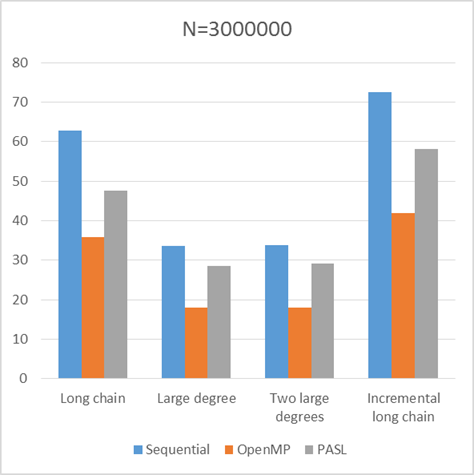 N=3000000
80
70
60
50
40
30
20
10
0
Long chain
Large degree
Two large
degrees
Incremental
long chain
Sequential
OpenMP
PASL